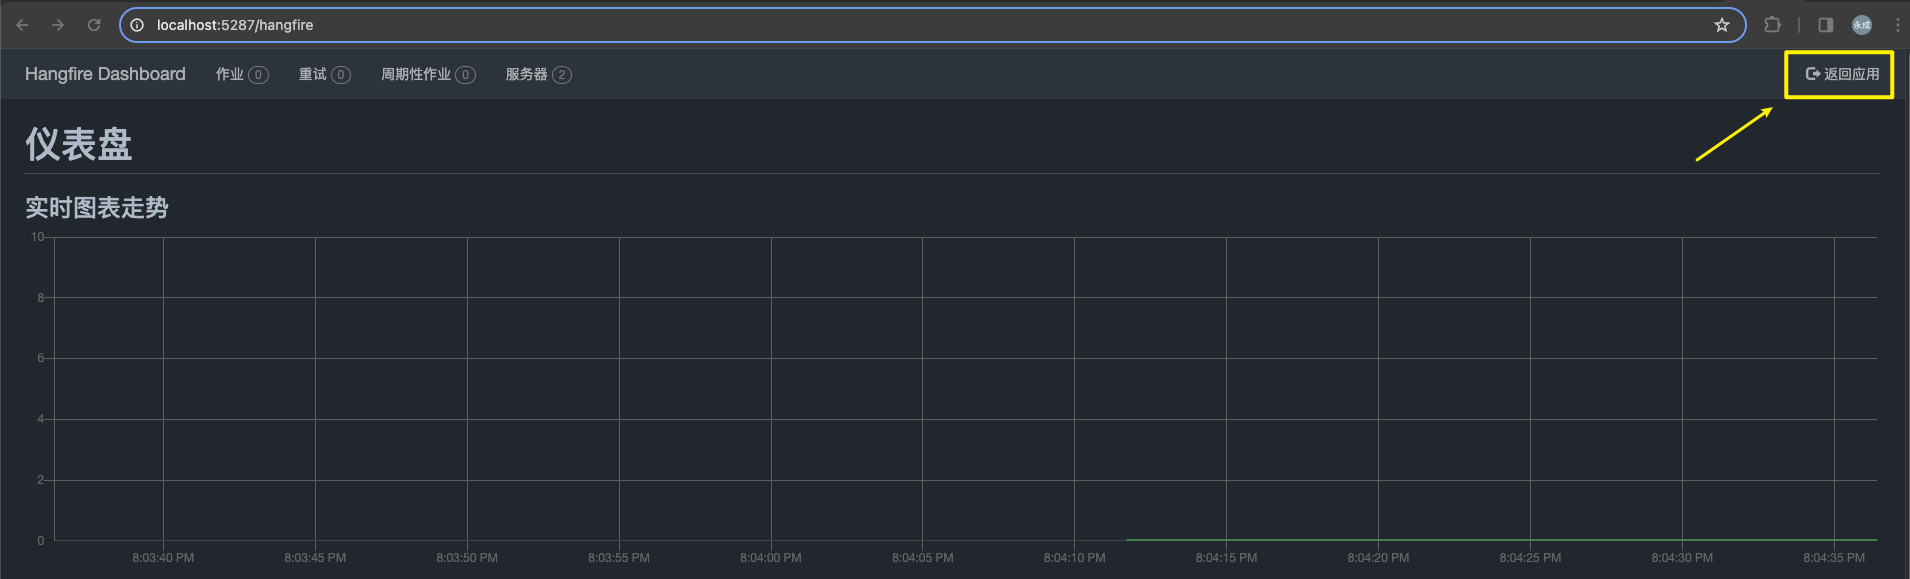 localhost:5287/hangfire
永成
Hangfire Dashboard 作业 0 重试 0 周期性作业 0 服务器 2 返回应用
仪表盘
实时图表走势
10
8
6
4
2
0
8:03:40 PM 8:03:45 PM 8:03:50 PM 8:03:55 PM 8:04:00 PM 8:04:05 PM 8:04:10 PM 8:04:15 PM 8:04:20 PM 8:04:25 PM 8:04:30 PM 8:04:35 PM